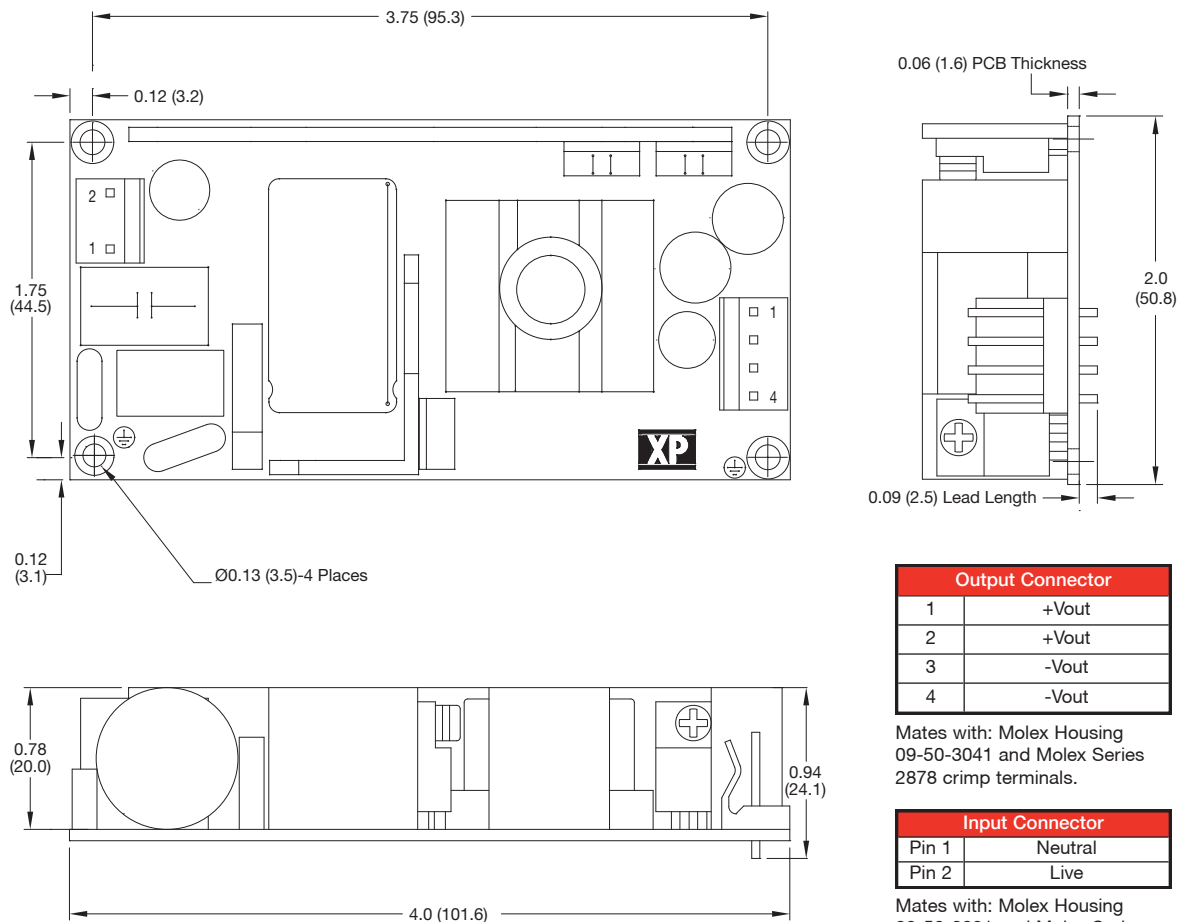 3.75 (95.3)
0.12 (3.2)
0.06 (1.6) PCB Thickness
2
1
1.75
(44.5)
1
4
2.0
(50.8)
XP
0.09 (2.5) Lead Length
0.12
(3.1)
Ø0.13 (3.5)-4 Places
0.78
(20.0)
0.94
(24.1)
4.0 (101.6)
Output Connector
1 +Vout
2 +Vout
3 -Vout
4 -Vout
Mates with: Molex Housing
09-50-3041 and Molex Series
2878 crimp terminals.
Input Connector
Pin 1 Neutral
Pin 2 Live
Mates with: Molex Housing